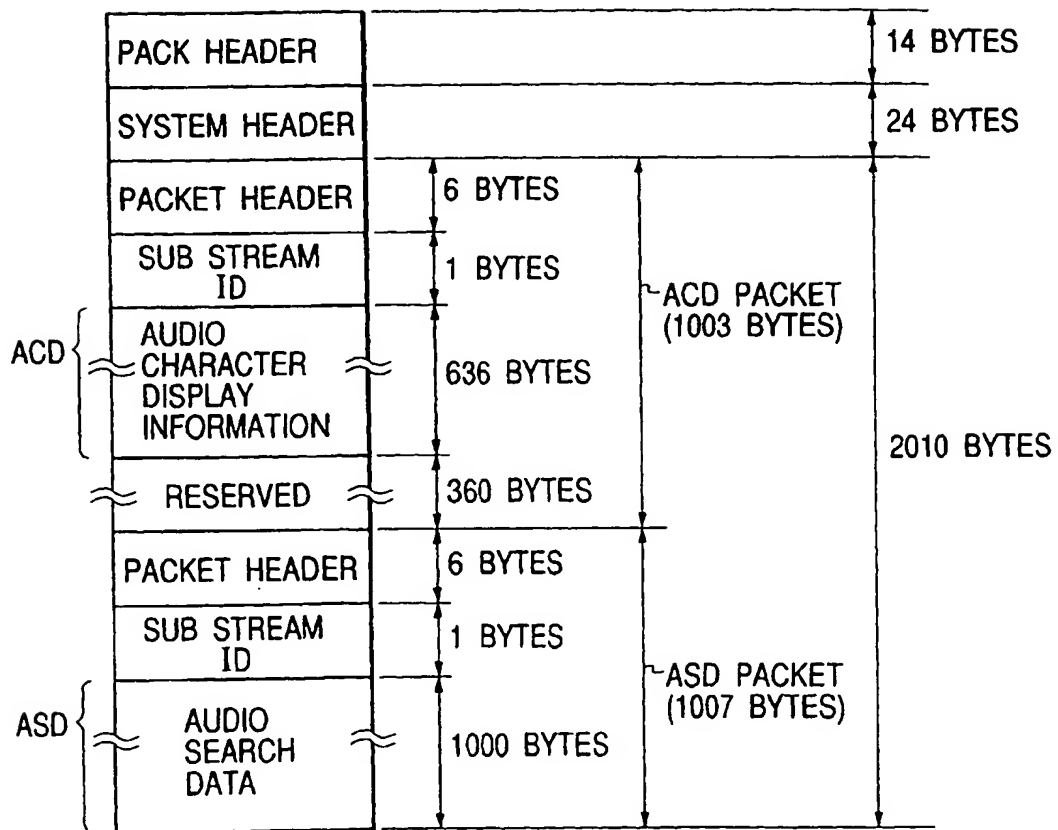 PACK HEADER
14 BYTES
SYSTEM HEADER
24 BYTES
PACKET HEADER
6 BYTES
SUB STREAM
ID
1 BYTES
ACD PACKET
(1003 BYTES)
ACD
AUDIO
CHARACTER
DISPLAY
INFORMATION
636 BYTES
2010 BYTES
RESERVED
360 BYTES
PACKET HEADER
6 BYTES
SUB STREAM
ID
1 BYTES
ASD PACKET
(1007 BYTES)
ASD
AUDIO
SEARCH
DATA
1000 BYTES